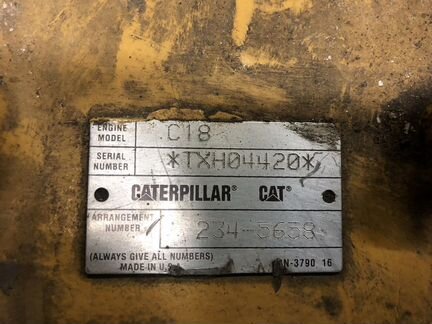 ENGINE MODEL C18
SERIAL NUMBER *TXH04420*
CATERPILLAR® CAT®
ARRANGEMENT NUMBER 234-5658
(ALWAYS GIVE ALL NUMBERS)
MADE IN U.S.A. N-3790 16